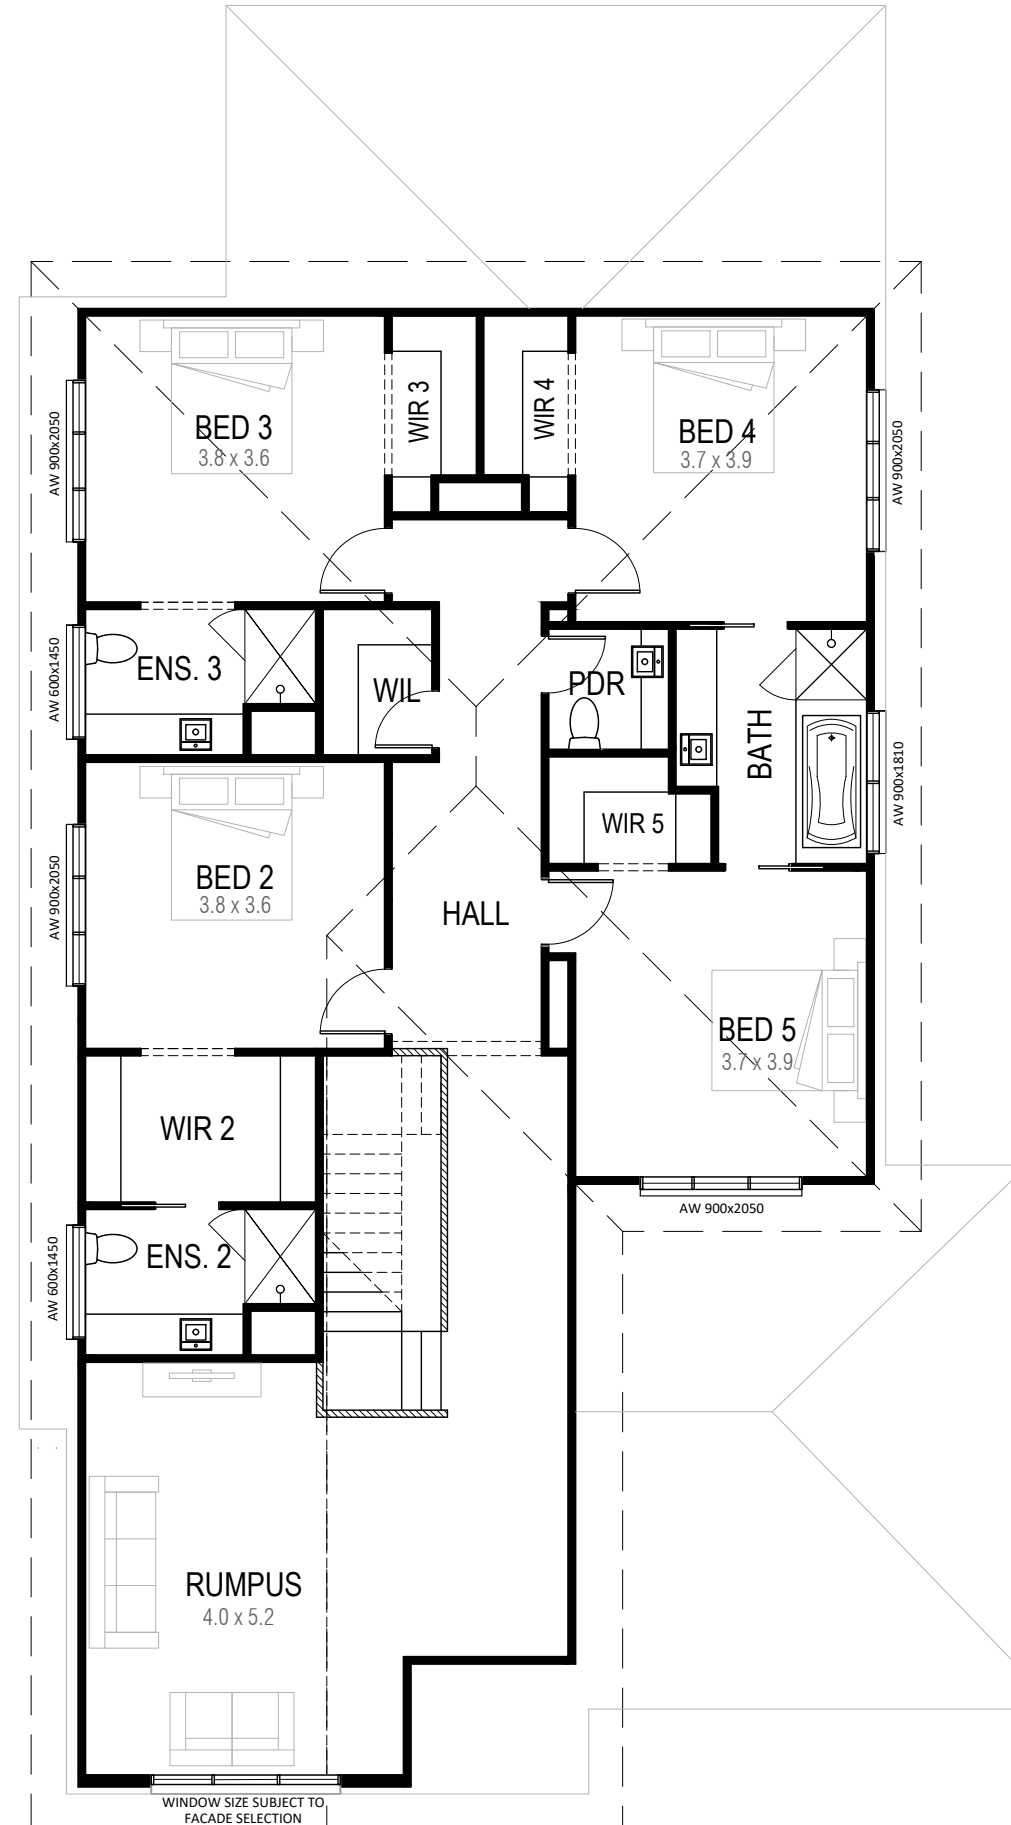 BED 3
3.8 x 3.6
WIR 3
WIR 4
BED 4
3.7 x 3.9
AW 900x2050
AW 900x2050
AW 600x1450
ENS. 3
WIL
PDR
BATH
AW 900x1810
WIR 5
BED 2
3.8 x 3.6
AW 900x2050
HALL
BED 5
3.7 x 3.9
WIR 2
AW 900x2050
ENS. 2
AW 600x1450
RUMPUS
4.0 x 5.2
WINDOW SIZE SUBJECT TO
FACADE SELECTION